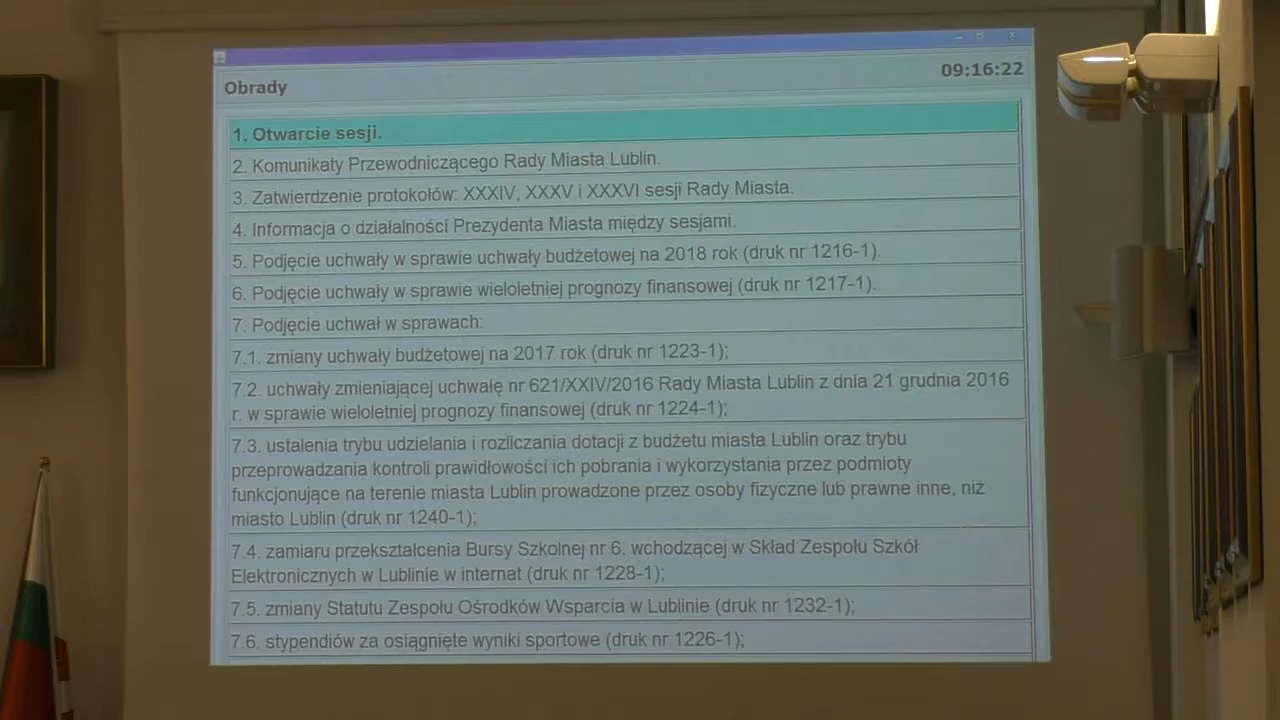 Obrady
09:16:22
1. Otwarcie sesji.
2. Komunikaty Przewodniczącego Rady Miasta Lublin.
3. Zatwierdzenie protokołów: XXXIV, XXXV i XXXVI sesji Rady Miasta.
4. Informacja o działalności Prezydenta Miasta między sesjami.
5. Podjęcie uchwały w sprawie uchwały budżetowej na 2018 rok (druk nr 1216-1).
6. Podjęcie uchwały w sprawie wieloletniej prognozy finansowej (druk nr 1217-1).
7. Podjęcie uchwał w sprawach:
7.1. zmiany uchwały budżetowej na 2017 rok (druk nr 1223-1);
7.2. uchwały zmieniającej uchwałę nr 621/XXIV/2016 Rady Miasta Lublin z dnia 21 grudnia 2016
r. w sprawie wieloletniej prognozy finansowej (druk nr 1224-1);
7.3. ustalenia trybu udzielania i rozliczania dotacji z budżetu miasta Lublin oraz trybu
przeprowadzania kontroli prawidłowości ich pobrania i wykorzystania przez podmioty
funkcjonujące na terenie miasta Lublin prowadzone przez osoby fizyczne lub prawne inne, niż
miasto Lublin (druk nr 1240-1);
7.4. zamiaru przekształcenia Bursy Szkolnej nr 6, wchodzącej w Skład Zespołu Szkół
Elektronicznych w Lublinie w internat (druk nr 1228-1);
7.5. zmiany Statutu Zespołu Ośrodków Wsparcia w Lublinie (druk nr 1232-1);
7.6. stypendiów za osiągnięte wyniki sportowe (druk nr 1226-1);